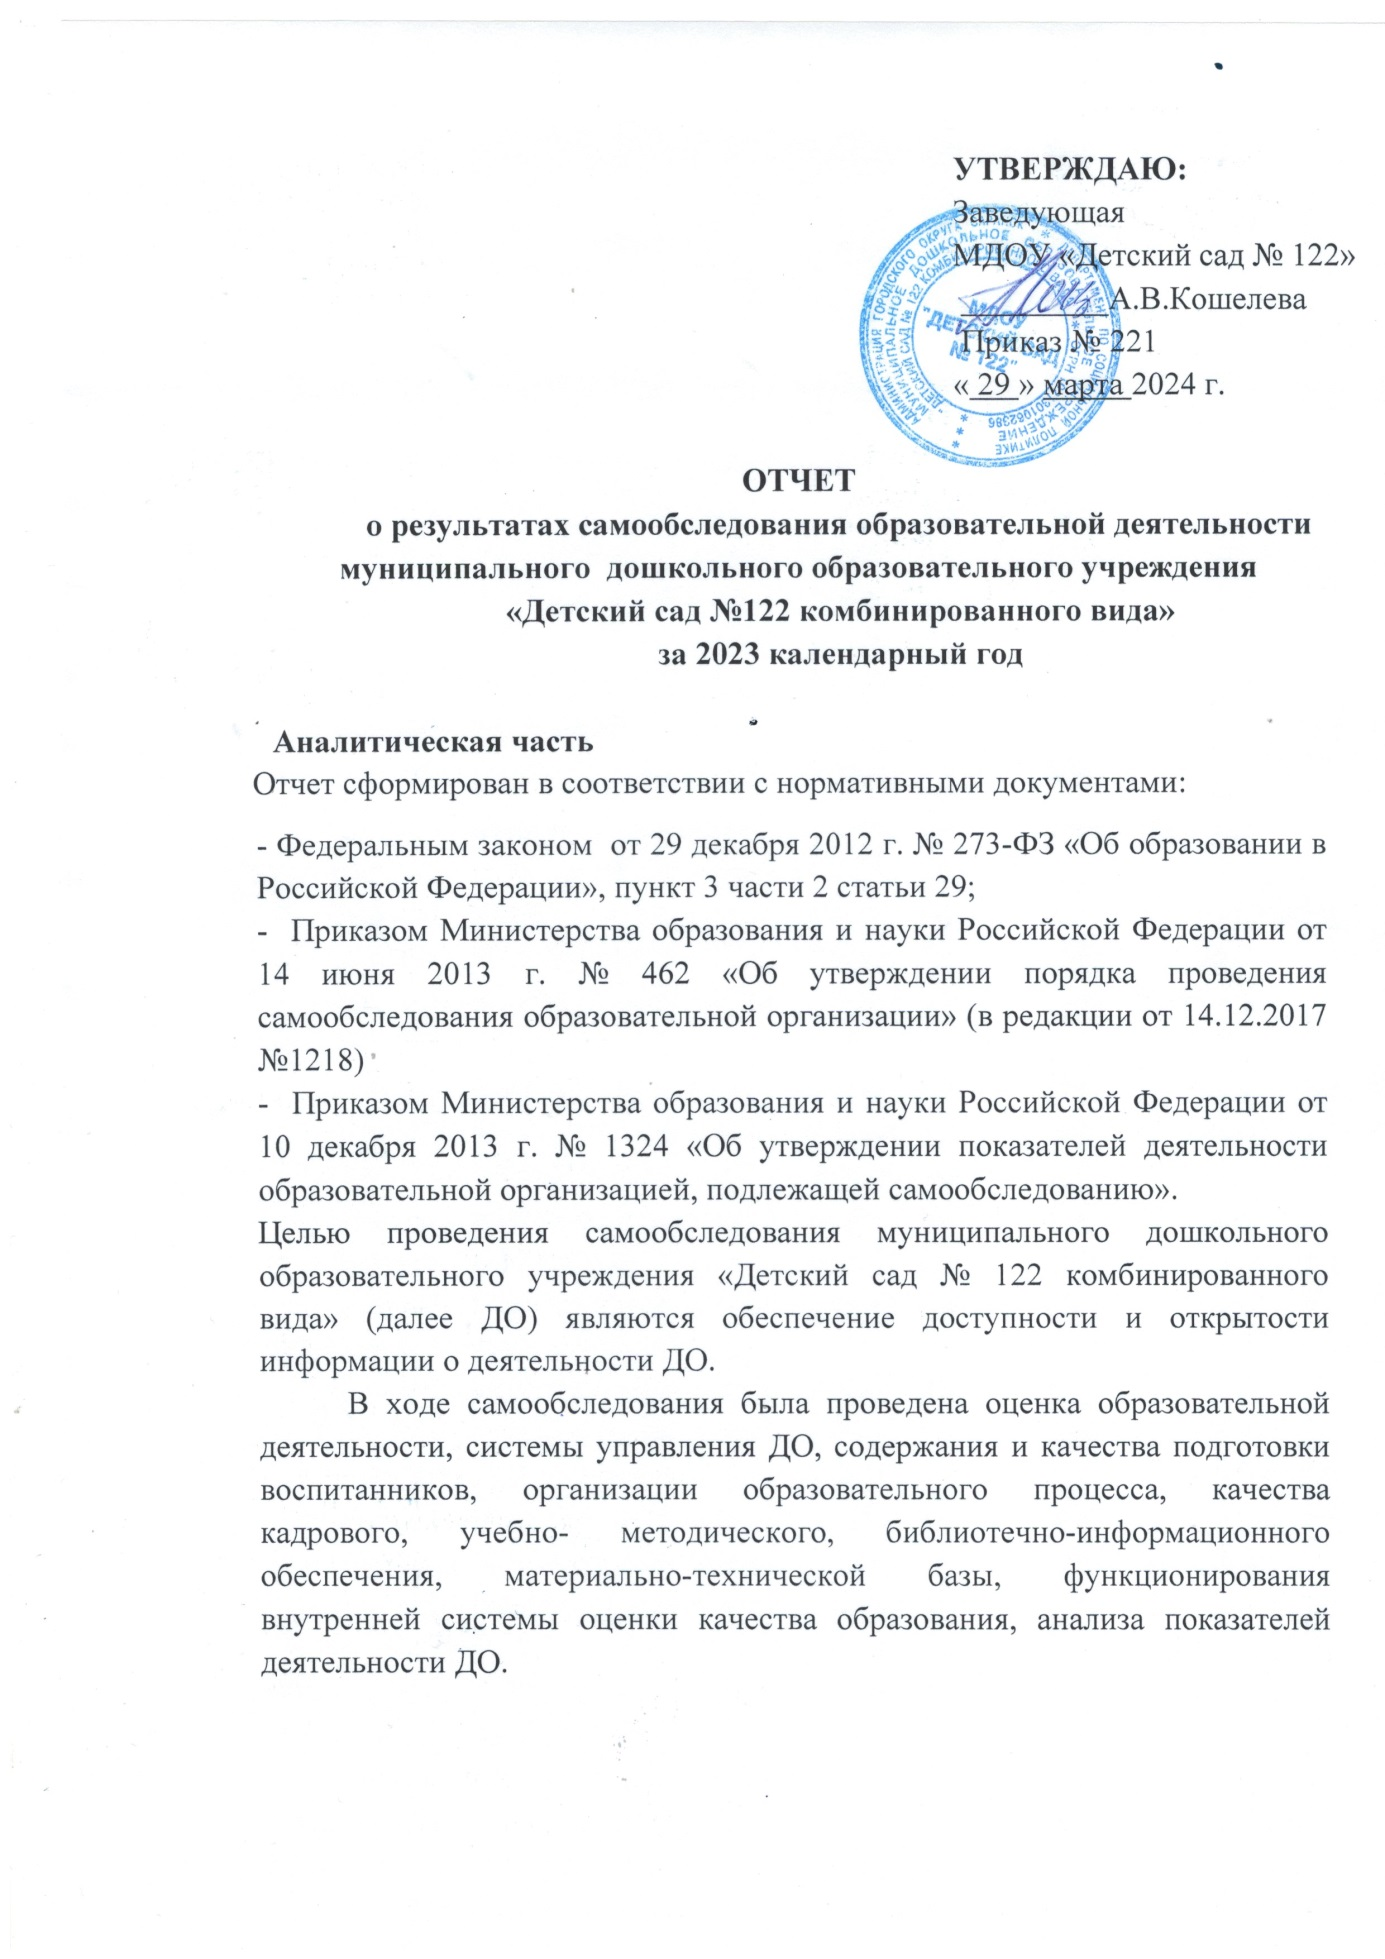 УТВЕРЖДАЮ:
Заведующая
МДОУ «Детский сад № 122»
_________А.В.Кошелева
Приказ № 221
« 29 » марта 2024 г.
МДОУ
"ДЕТСКИЙ САД
№ 122"
ОТЧЕТ
о результатах самообследования образовательной деятельности
муниципального дошкольного образовательного учреждения
«Детский сад №122 комбинированного вида»
за 2023 календарный год
Аналитическая часть
Отчет сформирован в соответствии с нормативными документами:
- Федеральным законом от 29 декабря 2012 г. № 273-ФЗ «Об образовании в
Российской Федерации», пункт 3 части 2 статьи 29;
- Приказом Министерства образования и науки Российской Федерации от
14 июня 2013 г. № 462 «Об утверждении порядка проведения
самообследования образовательной организации» (в редакции от 14.12.2017
№1218)
- Приказом Министерства образования и науки Российской Федерации от
10 декабря 2013 г. № 1324 «Об утверждении показателей деятельности
образовательной организацией, подлежащей самообследованию».
Целью проведения самообследования муниципального дошкольного
образовательного учреждения «Детский сад № 122 комбинированного
вида» (далее ДО) являются обеспечение доступности и открытости
информации о деятельности ДО.
В ходе самообследования была проведена оценка образовательной
деятельности, системы управления ДО, содержания и качества подготовки
воспитанников, организации образовательного процесса, качества
кадрового, учебно- методического, библиотечно-информационного
обеспечения, материально-технической базы, функционирования
внутренней системы оценки качества образования, анализа показателей
деятельности ДО.